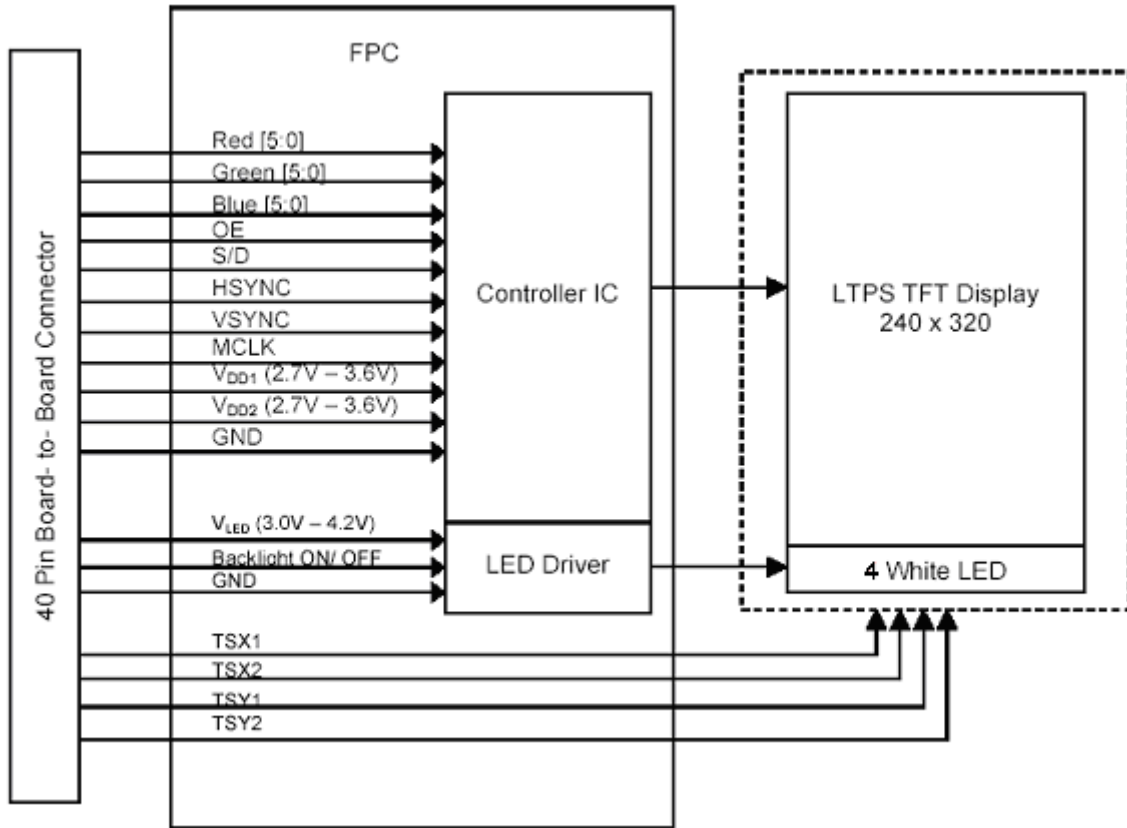 FPC
40 Pin Board- to- Board Connector
Red [5:0]
Green [5:0]
Blue [5:0]
OE
S/D
HSYNC
VSYNC
MCLK
VDD1 (2.7V – 3.6V)
VDD2 (2.7V – 3.6V)
GND
Controller IC
LTPS TFT Display
240 x 320
VLED (3.0V – 4.2V)
Backlight ON/ OFF
GND
LED Driver
4 White LED
TSX1
TSX2
TSY1
TSY2